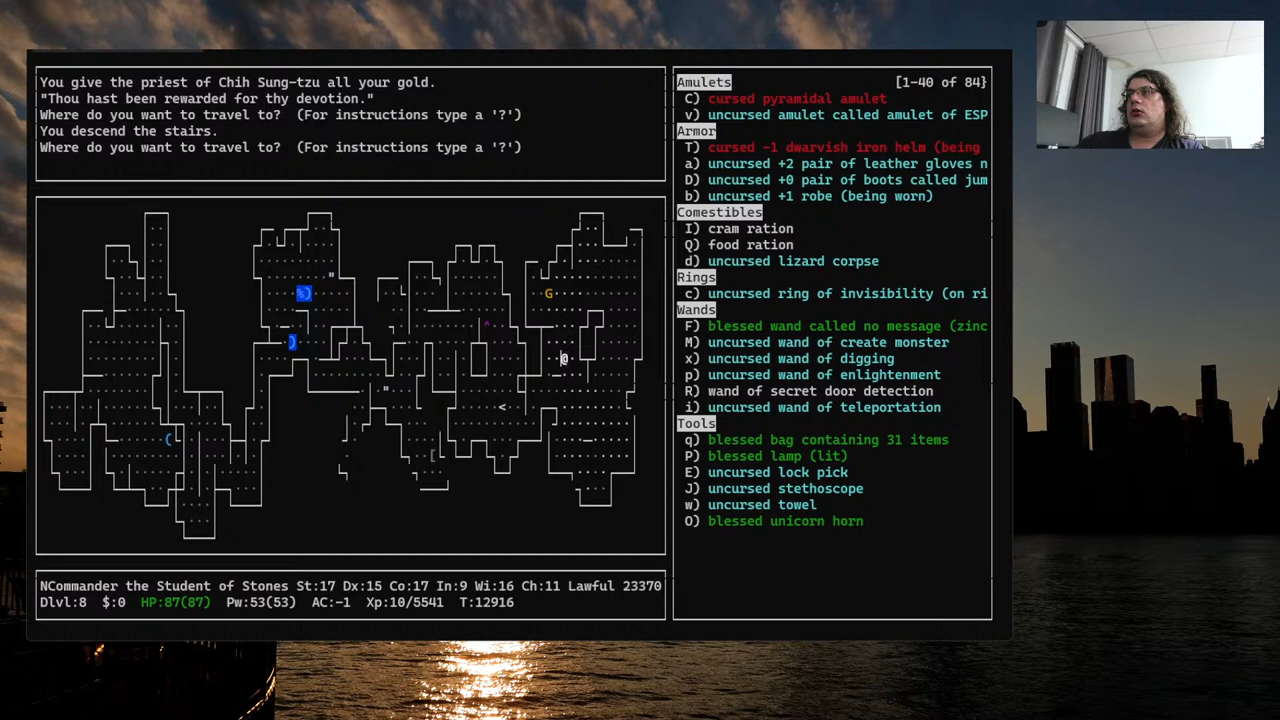 You give the priest of Chih Sung-tzu all your gold.
"Thou hast been rewarded for thy devotion."
Where do you want to travel to?  (For instructions type a '?')
You descend the stairs.
Where do you want to travel to?  (For instructions type a '?')
Amulets [1-40 of 84}
C) cursed pyramidal amulet
v) uncursed amulet called amulet of ESP
Armor
T) cursed -1 dwarvish iron helm (being
a) uncursed +2 pair of leather gloves n
D) uncursed +0 pair of boots called jum
b) uncursed +1 robe (being worn)
Comestibles
I) cram ration
Q) food ration
d) uncursed lizard corpse
Rings
c) uncursed ring of invisibility (on ri
Wands
F) blessed wand called no message (zinc
M) uncursed wand of create monster
x) uncursed wand of digging
p) uncursed wand of enlightenment
R) wand of secret door detection
i) uncursed wand of teleportation
Tools
q) blessed bag containing 31 items
P) blessed lamp (lit)
E) uncursed lock pick
J) uncursed stethoscope
w) uncursed towel
O) blessed unicorn horn
NCommander the Student of Stones St:17 Dx:15 Co:17 In:9 Wi:16 Ch:11 Lawful 23370
Dlvl:8  $:0  HP:87(87)  Pw:53(53)  AC:-1  Xp:10/5541  T:12916